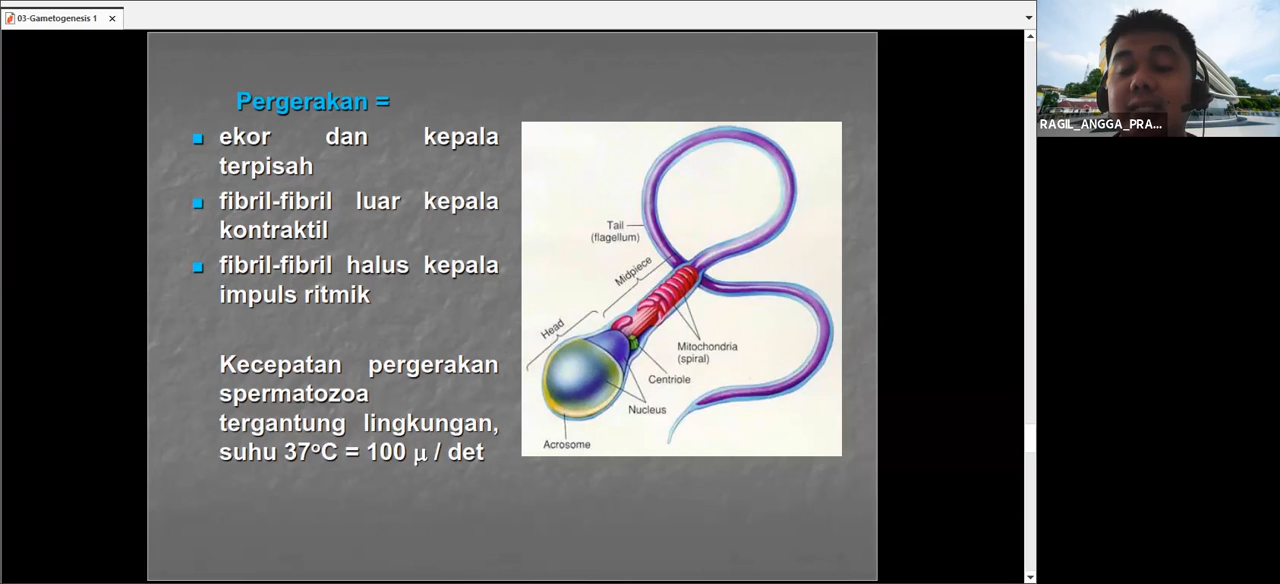 03-Gametogenesis 1
Pergerakan =
ekor dan kepala
terpisah
fibril-fibril luar kepala
kontraktil
fibril-fibril halus kepala
impuls ritmik
Kecepatan pergerakan
spermatozoa
tergantung lingkungan,
suhu 37°C = 100 μ / det
Tail
(flagellum)
Midpiece
Head
Mitochondria
(spiral)
Centriole
Nucleus
Acrosome
RAGIL_ANGGA_PRA...